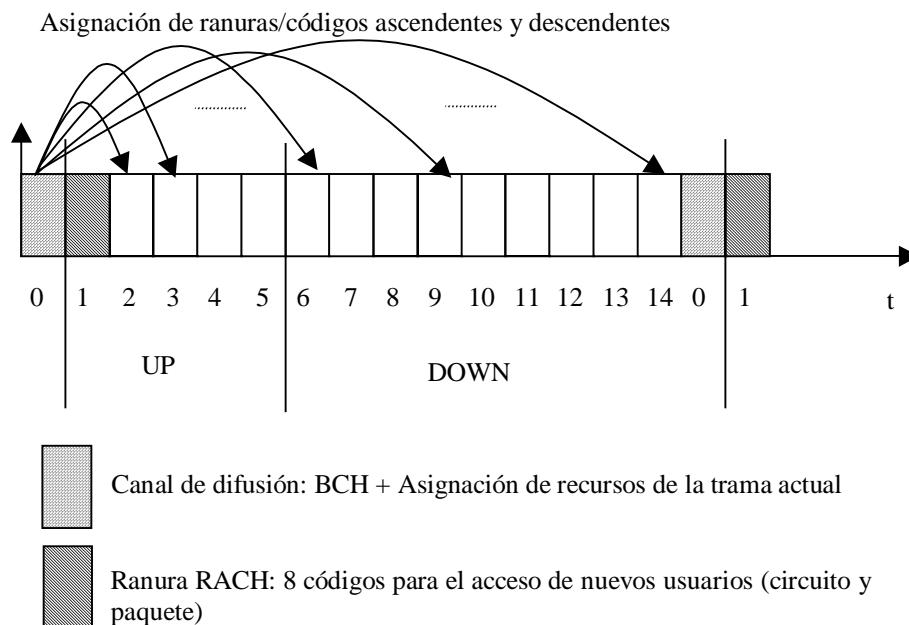 Asignación de ranuras/códigos ascendentes y descendentes
0 1 2 3 4 5 6 7 8 9 10 11 12 13 14 0 1 t
UP
DOWN
Canal de difusión: BCH + Asignación de recursos de la trama actual
Ranura RACH: 8 códigos para el acceso de nuevos usuarios (circuito y
paquete)